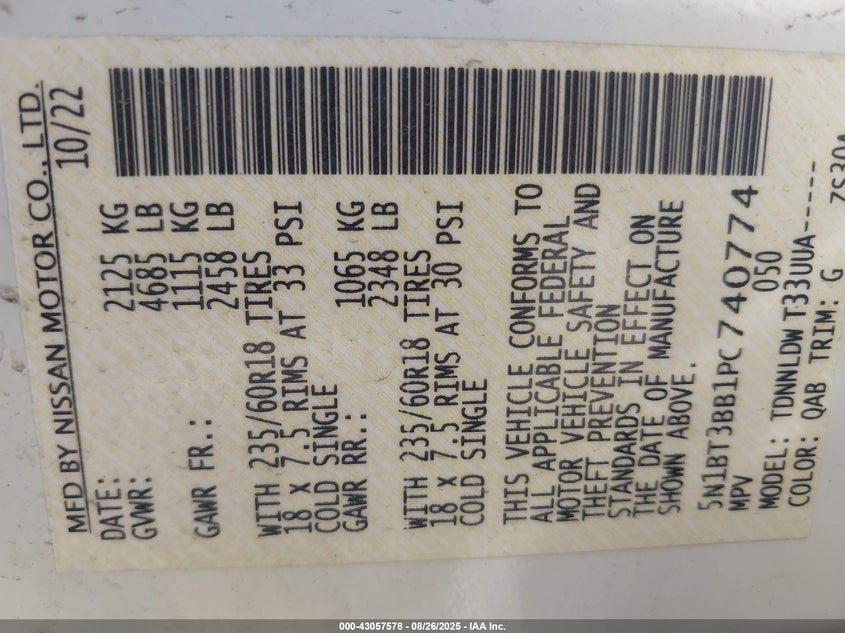 MFD BY NISSAN MOTOR CO., LTD.
DATE: 10/22
GVWR: 2125 KG
4685 LB
GAWR FR.: 1115 KG
2458 LB
WITH 235/60R18 TIRES
18 x 7.5 RIMS AT 33 PSI
COLD SINGLE
GAWR RR.: 1065 KG
2348 LB
WITH 235/60R18 TIRES
18 x 7.5 RIMS AT 30 PSI
COLD SINGLE
THIS VEHICLE CONFORMS TO
ALL APPLICABLE FEDERAL
MOTOR VEHICLE SAFETY AND
THEFT PREVENTION
STANDARDS IN EFFECT ON
THE DATE OF MANUFACTURE
SHOWN ABOVE.
5N1BT3BB1PC740774
MPV 050
MODEL: TDNNLDW T33UUA-----
COLOR: QAB TRIM: G ZS30A
000-43057578 - 08/26/2025 - IAA Inc.